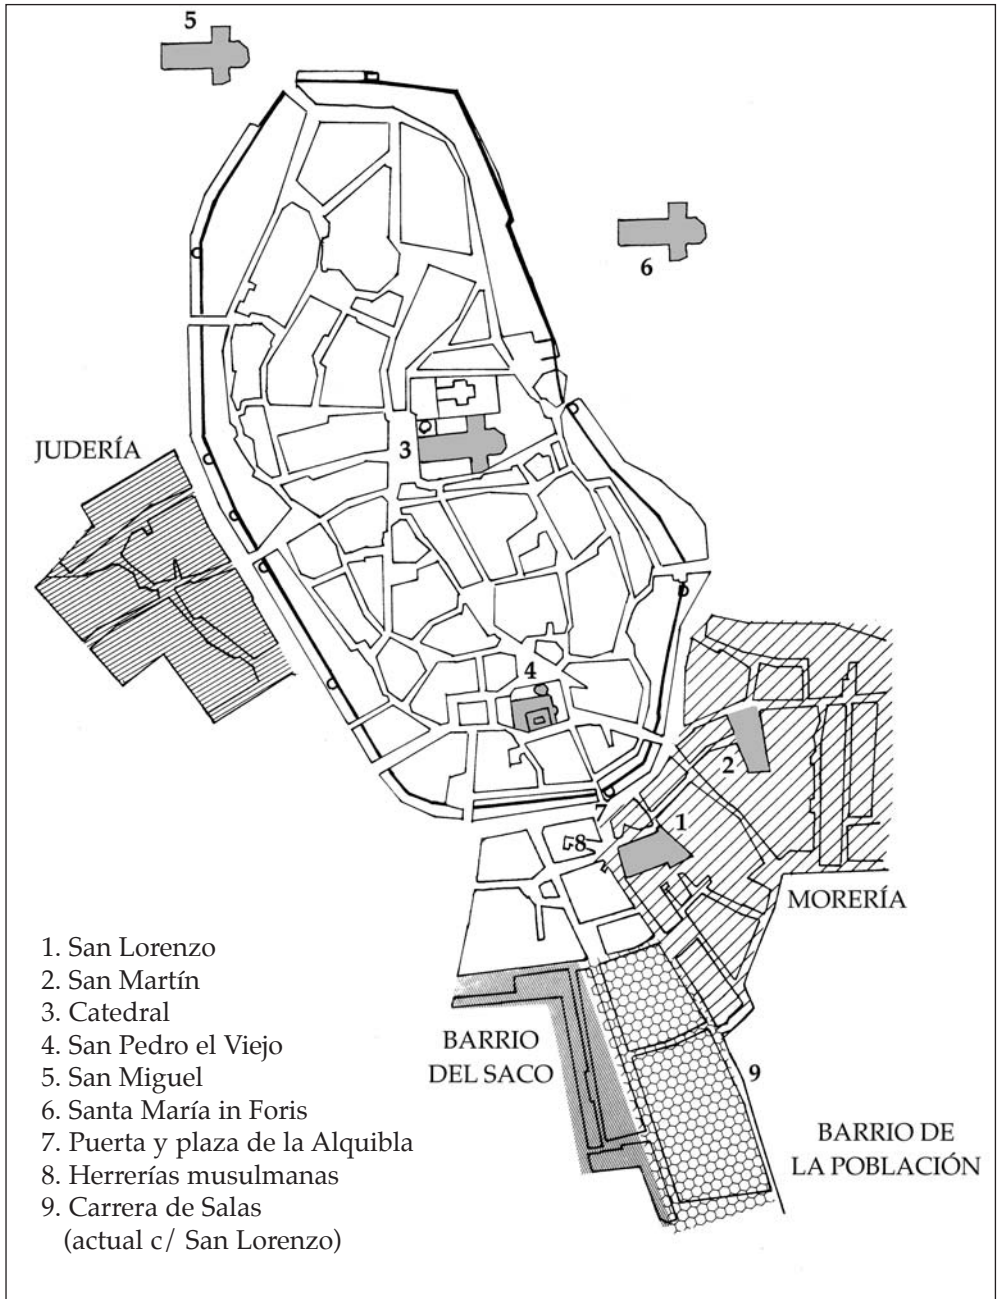 5
6
JUDERÍA
3
4
2
7
1
8
MORERÍA
1. San Lorenzo
2. San Martín
3. Catedral
4. San Pedro el Viejo
5. San Miguel
6. Santa María in Foris
7. Puerta y plaza de la Alquibla
8. Herrerías musulmanas
9. Carrera de Salas
(actual c/ San Lorenzo)
BARRIO
DEL SACO
9
BARRIO DE
LA POBLACIÓN